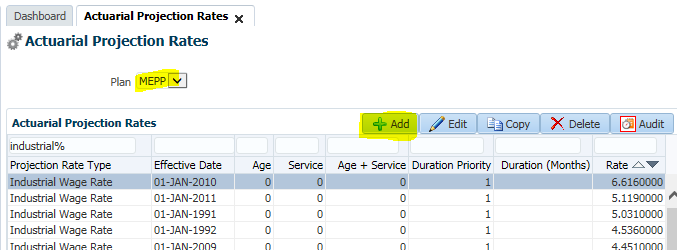 Dashboard Actuarial Projection Rates ×
Actuarial Projection Rates
Plan MEPP
Actuarial Projection Rates Add Edit Copy Delete Audit
industrial%
Projection Rate Type Effective Date Age Service Age + Service Duration Priority Duration (Months) Rate
Industrial Wage Rate 01-JAN-2010 0 0 0 1 6.6160000
Industrial Wage Rate 01-JAN-2011 0 0 0 1 5.1190000
Industrial Wage Rate 01-JAN-1991 0 0 0 1 5.0310000
Industrial Wage Rate 01-JAN-1992 0 0 0 1 4.5360000
Industrial Wage Rate 01-JAN-2009 0 0 0 1 4.4510000